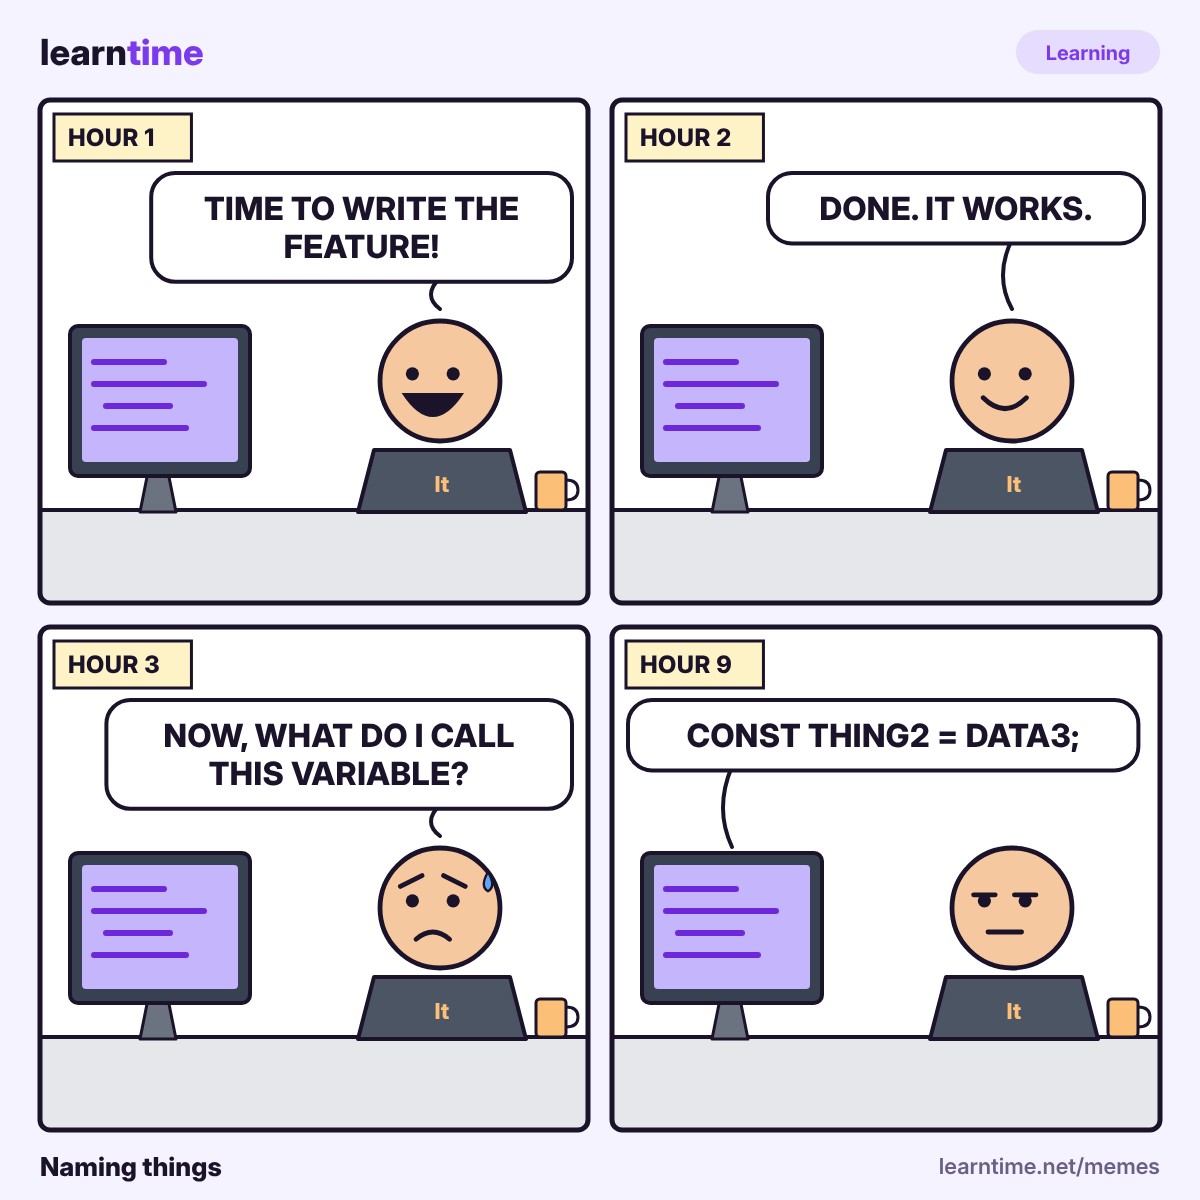 learntime
Learning
HOUR 1
TIME TO WRITE THE
FEATURE!
lt
HOUR 2
DONE. IT WORKS.
lt
HOUR 3
NOW, WHAT DO I CALL
THIS VARIABLE?
lt
HOUR 9
CONST THING2 = DATA3;
lt
Naming things
learntime.net/memes